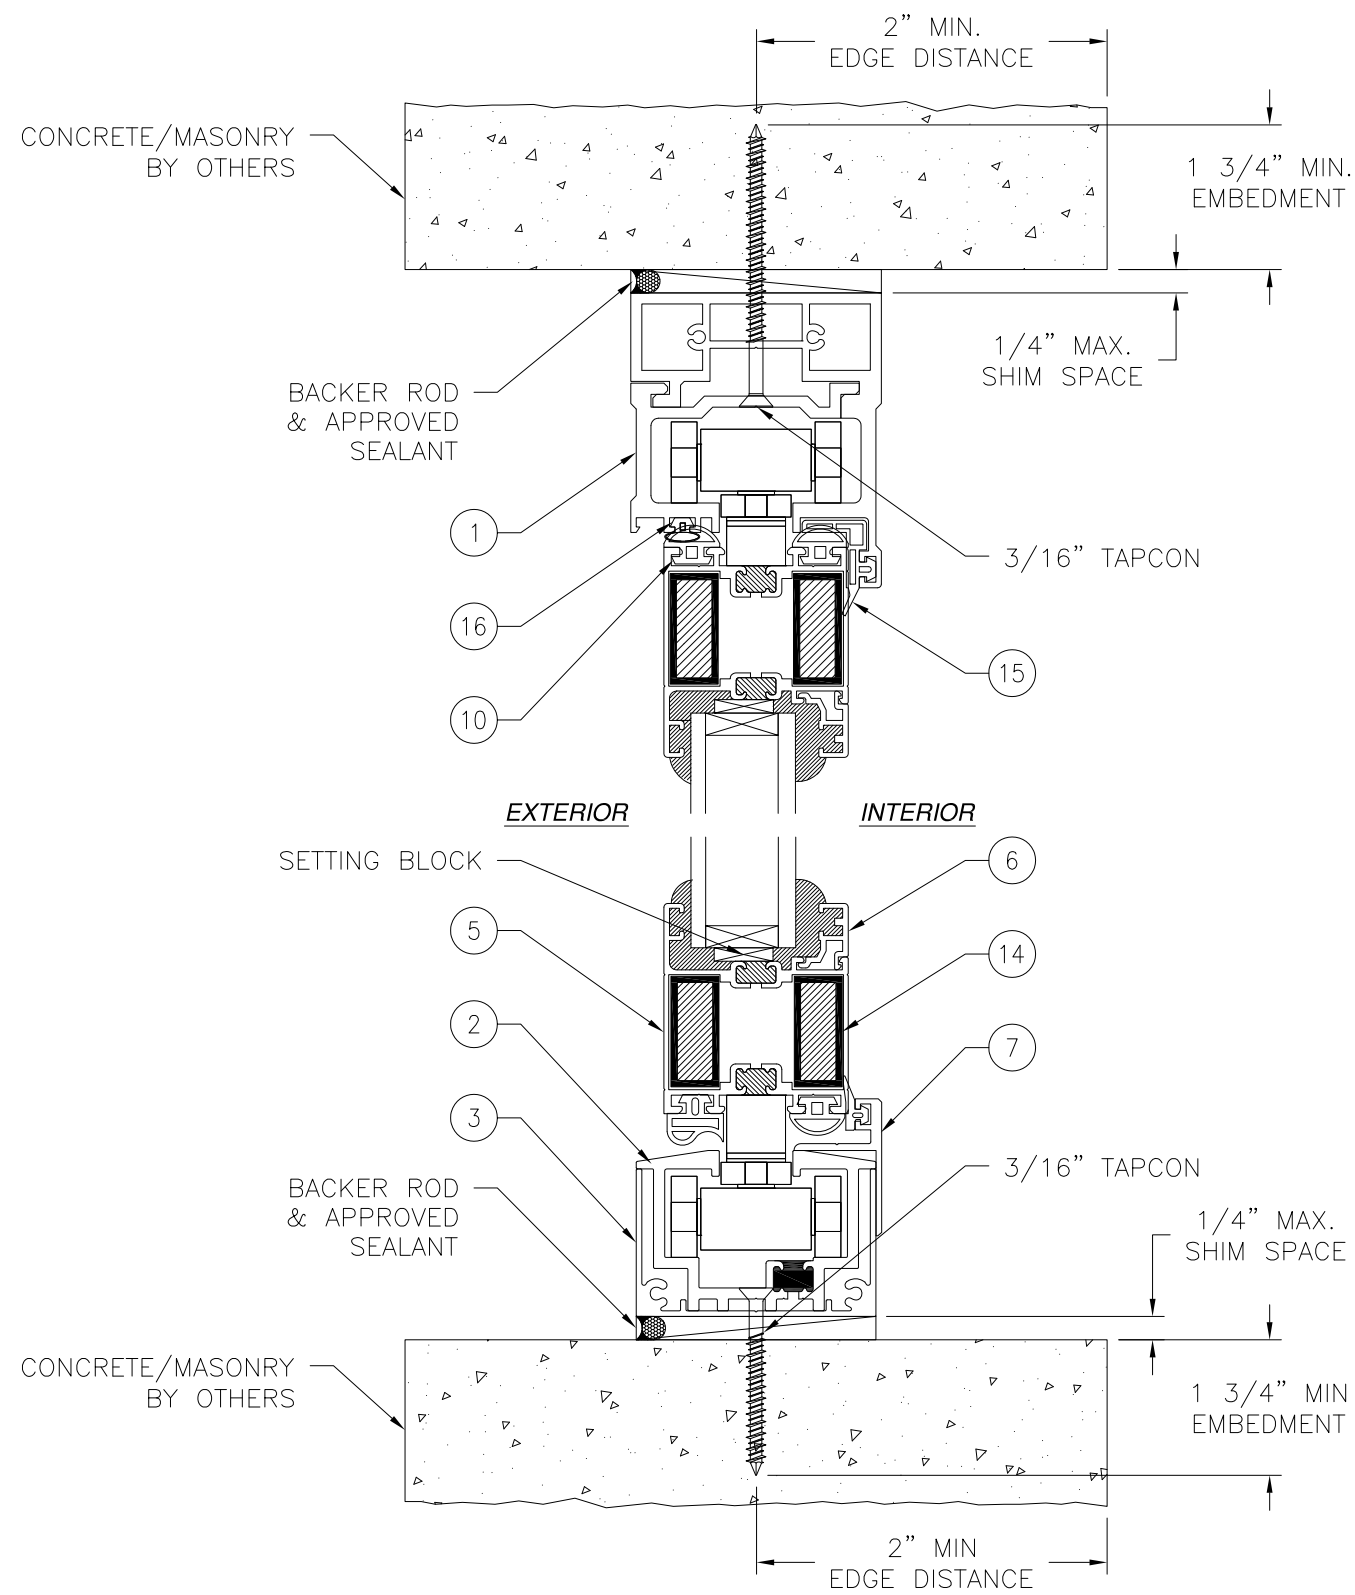 2” MIN.
EDGE DISTANCE
CONCRETE/MASONRY
BY OTHERS
1 3/4” MIN.
EMBEDMENT
1/4” MAX.
SHIM SPACE
BACKER ROD
& APPROVED
SEALANT
1
3/16” TAPCON
16
15
10
EXTERIOR
INTERIOR
SETTING BLOCK
6
5
14
2
7
3
3/16” TAPCON
BACKER ROD
& APPROVED
SEALANT
1/4” MAX.
SHIM SPACE
CONCRETE/MASONRY
BY OTHERS
1 3/4” MIN
EMBEDMENT
2” MIN
EDGE DISTANCE